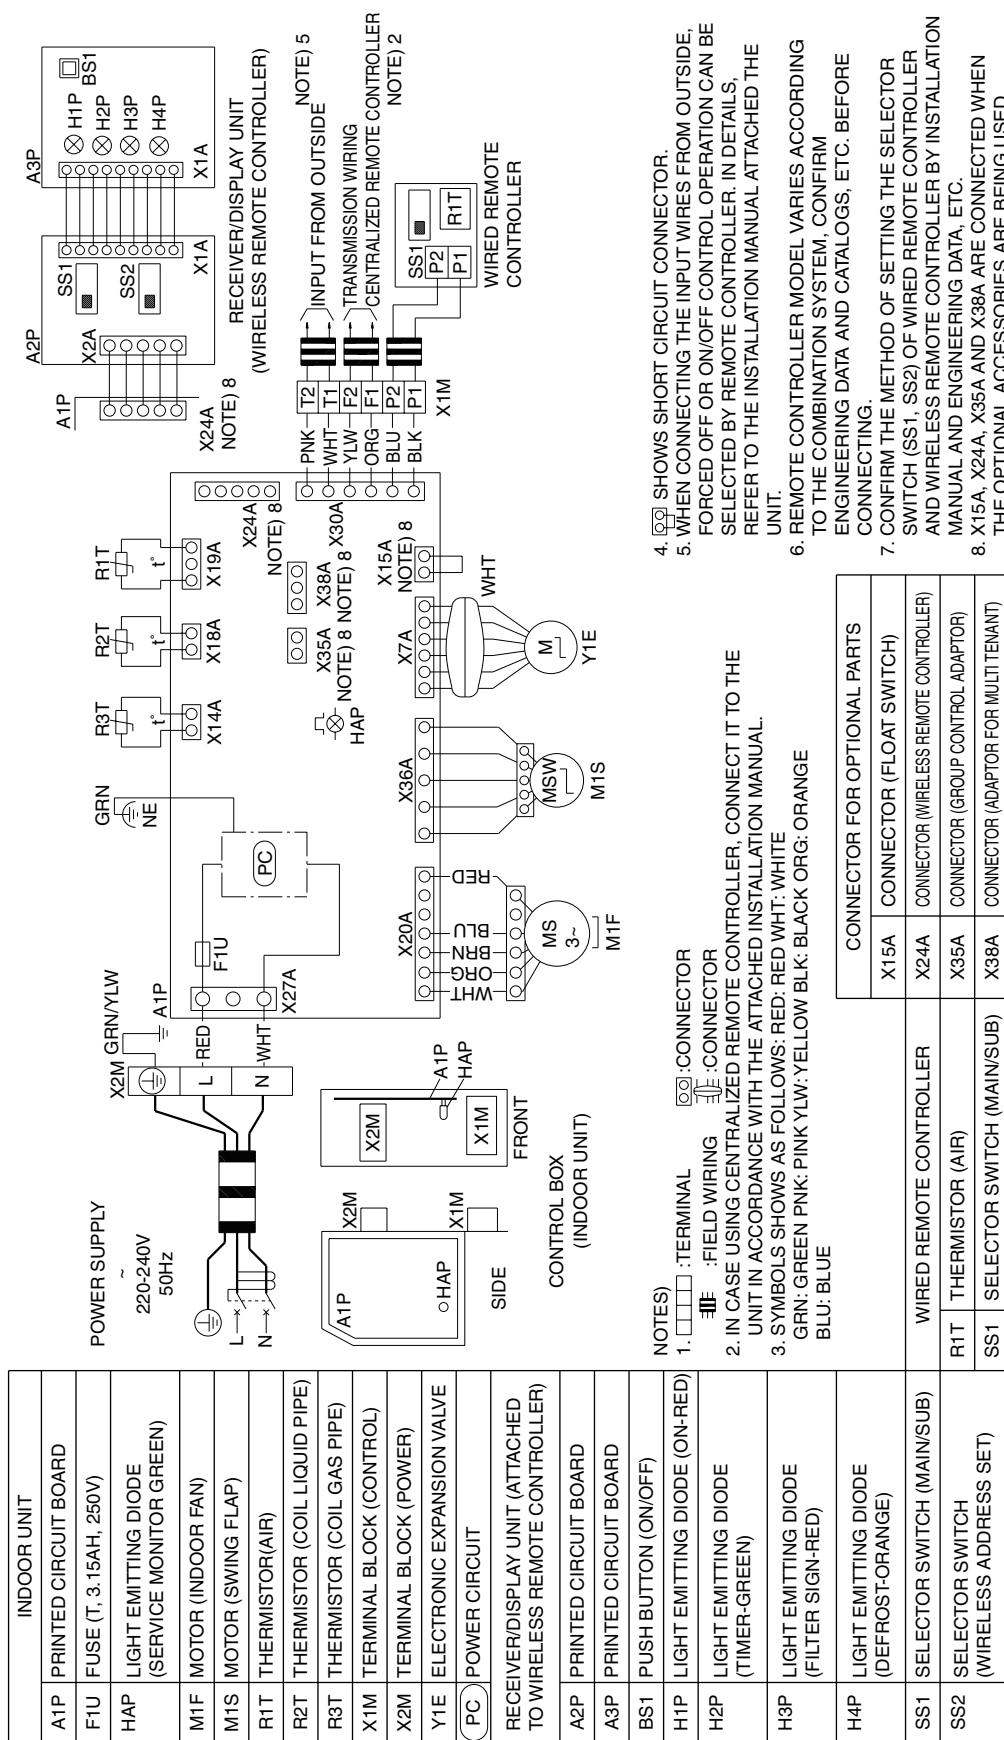 INDOOR UNIT
A1P PRINTED CIRCUIT BOARD
F1U FUSE (T, 3.15AH, 250V)
HAP LIGHT EMITTING DIODE
(SERVICE MONITOR GREEN)
M1F MOTOR (INDOOR FAN)
M1S MOTOR (SWING FLAP)
R1T THERMISTOR(AIR)
R2T THERMISTOR (COIL LIQUID PIPE)
R3T THERMISTOR (COIL GAS PIPE)
X1M TERMINAL BLOCK (CONTROL)
X2M TERMINAL BLOCK (POWER)
Y1E ELECTRONIC EXPANSION VALVE
PC POWER CIRCUIT
RECEIVER/DISPLAY UNIT (ATTACHED
TO WIRELESS REMOTE CONTROLLER)
A2P PRINTED CIRCUIT BOARD
A3P PRINTED CIRCUIT BOARD
BS1 PUSH BUTTON (ON/OFF)
H1P LIGHT EMITTING DIODE (ON-RED)
H2P LIGHT EMITTING DIODE
(TIMER-GREEN)
H3P LIGHT EMITTING DIODE
(FILTER SIGN-RED)
H4P LIGHT EMITTING DIODE
(DEFROST-ORANGE)
SS1 SELECTOR SWITCH (MAIN/SUB)
SS2 SELECTOR SWITCH
(WIRELESS ADDRESS SET)
WIRED REMOTE CONTROLLER
R1T THERMISTOR (AIR)
SS1 SELECTOR SWITCH (MAIN/SUB)
CONNECTOR FOR OPTIONAL PARTS
X15A CONNECTOR (FLOAT SWITCH)
X24A CONNECTOR (WIRELESS REMOTE CONTROLLER)
X35A CONNECTOR (GROUP CONTROL ADAPTOR)
X38A CONNECTOR (ADAPTOR FOR MULTI TENANT)
POWER SUPPLY
~
220-240V
50Hz
L
N
X2M
GRN/YLW
L
N
RED
WHT
A1P
X27A
F1U
PC
GRN
NE
R3T
t°
X14A
R2T
t°
X18A
R1T
t°
X19A
HAP
X35A
NOTE) 8
X38A
NOTE) 8
X24A
NOTE) 8
X30A
X15A
NOTE) 8
X20A
WHT
ORG
BRN
BLU
RED
MS
3~
M1F
X36A
MSW
M1S
X7A
M
Y1E
WHT
A1P
X24A
NOTE) 8
A2P
X2A
SS1
SS2
X1A
A3P
X1A
BS1
H1P
H2P
H3P
H4P
RECEIVER/DISPLAY UNIT
(WIRELESS REMOTE CONTROLLER)
PNK T2
WHT T1
YLW F2
ORG F1
BLU P2
BLK P1
X1M
INPUT FROM OUTSIDE
NOTE) 5
TRANSMISSION WIRING
CENTRALIZED REMOTE CONTROLLER
NOTE) 2
SS1
P2
P1
R1T
WIRED REMOTE
CONTROLLER
A1P
HAP
X2M
X1M
SIDE
X2M
X1M
A1P
HAP
FRONT
CONTROL BOX
(INDOOR UNIT)
NOTES)
1. :TERMINAL :CONNECTOR
:FIELD WIRING :CONNECTOR
2. IN CASE USING CENTRALIZED REMOTE CONTROLLER, CONNECT IT TO THE
UNIT IN ACCORDANCE WITH THE ATTACHED INSTALLATION MANUAL.
3. SYMBOLS SHOWS AS FOLLOWS: RED: RED WHT: WHITE
GRN: GREEN PNK: PINK YLW: YELLOW BLK: BLACK ORG: ORANGE
BLU: BLUE
4. SHOWS SHORT CIRCUIT CONNECTOR.
5. WHEN CONNECTING THE INPUT WIRES FROM OUTSIDE,
FORCED OFF OR ON/OFF CONTROL OPERATION CAN BE
SELECTED BY REMOTE CONTROLLER. IN DETAILS,
REFER TO THE INSTALLATION MANUAL ATTACHED THE
UNIT.
6. REMOTE CONTROLLER MODEL VARIES ACCORDING
TO THE COMBINATION SYSTEM, CONFIRM
ENGINEERING DATA AND CATALOGS, ETC. BEFORE
CONNECTING.
7. CONFIRM THE METHOD OF SETTING THE SELECTOR
SWITCH (SS1, SS2) OF WIRED REMOTE CONTROLLER
AND WIRELESS REMOTE CONTROLLER BY INSTALLATION
MANUAL AND ENGINEERING DATA, ETC.
8. X15A, X24A, X35A AND X38A ARE CONNECTED WHEN
THE OPTIONAL ACCESSORIES ARE BEING USED